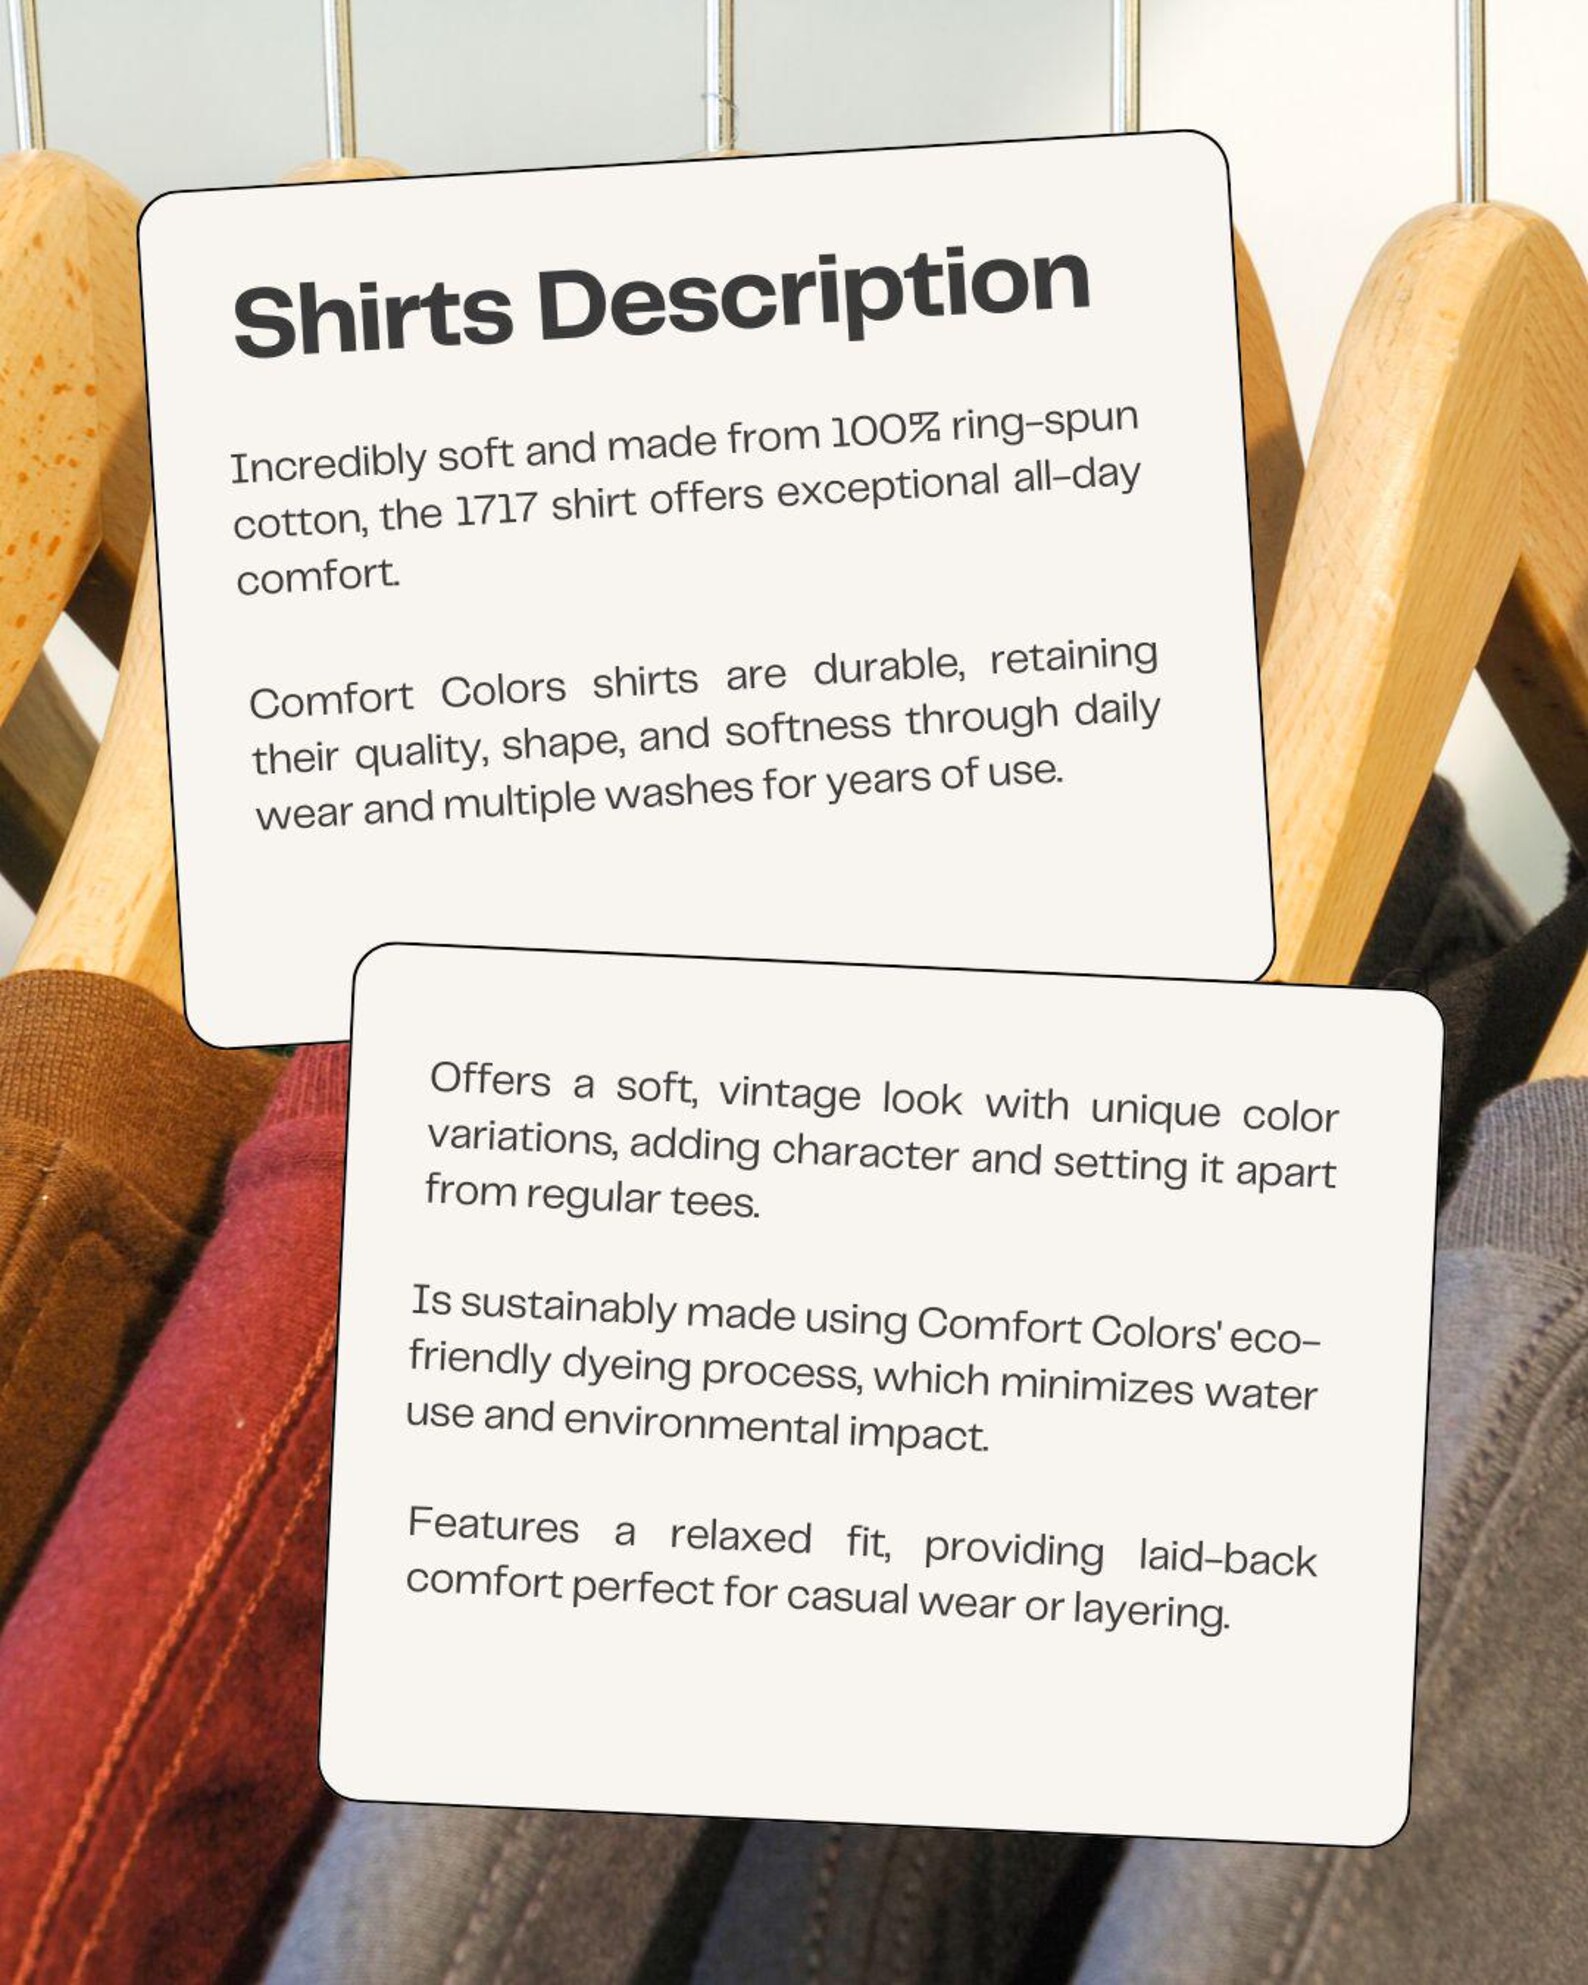 Shirts Description
Incredibly soft and made from 100% ring-spun
cotton, the 1717 shirt offers exceptional all-day
comfort.
Comfort Colors shirts are durable, retaining
their quality, shape, and softness through daily
wear and multiple washes for years of use.
Offers a soft, vintage look with unique color
variations, adding character and setting it apart
from regular tees.
Is sustainably made using Comfort Colors' eco-
friendly dyeing process, which minimizes water
use and environmental impact.
Features a relaxed fit, providing laid-back
comfort perfect for casual wear or layering.